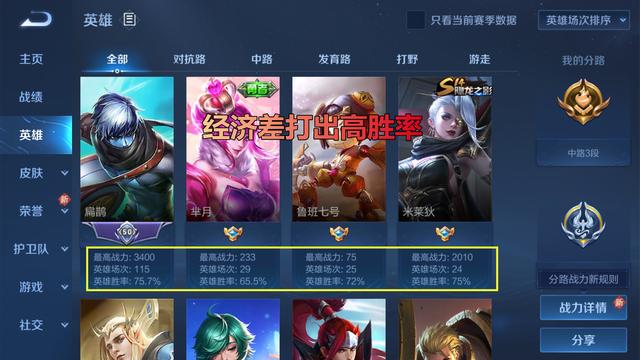 英雄
只看当前赛季数据
英雄场次排序
主页
战绩
英雄
皮肤
荣誉
新
护卫队
游戏
社交
全部
对抗路
中路
发育路
打野
游走
勇者
S14
隐龙之影
经济差打出高胜率
扁鹊
芈月
鲁班七号
米莱狄
50
最高战力: 3400
英雄场次: 115
英雄胜率: 75.7%
最高战力: 233
英雄场次: 29
英雄胜率: 65.5%
最高战力: 75
英雄场次: 25
英雄胜率: 72%
最高战力: 2010
英雄场次: 24
英雄胜率: 75%
我的分路
中路3段
分路战力新规则
战力详情
新
分享